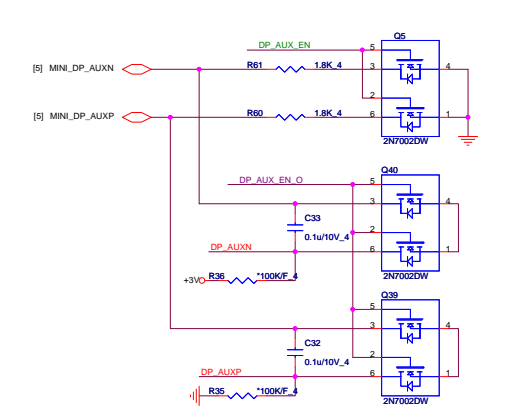 Q5
DP_AUX_EN
5
[5] MINI_DP_AUXN
R61
1.8K_4
3
4
2
[5] MINI_DP_AUXP
R60
1.8K_4
6
1
2N7002DW
Q40
DP_AUX_EN_O
5
3
4
C33
2
0.1u/10V_4
DP_AUXN
6
1
+3V
R36
*100K/F_4
2N7002DW
Q39
5
3
4
C32
2
0.1u/10V_4
DP_AUXP
6
1
R35
*100K/F_4
2N7002DW